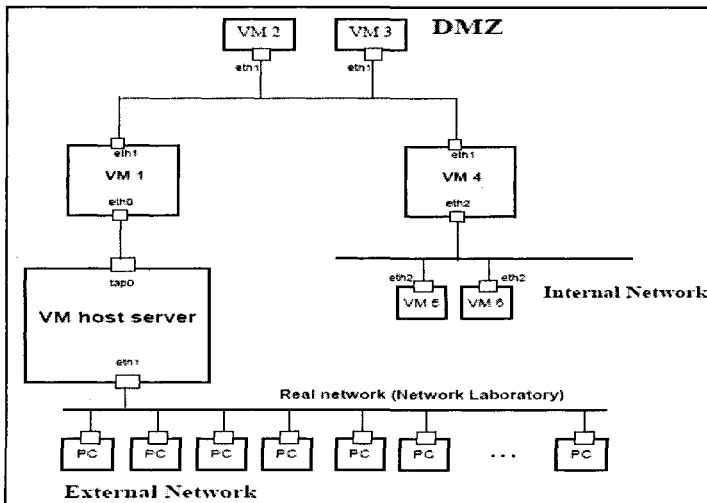 VM 2
VM 3
DMZ
eth1
eth1
eth1
VM 1
eth0
eth1
VM 4
eth2
tap0
VM host server
eth1
eth2
eth2
VM 5
VM 6
Internal Network
Real network (Network Laboratory)
PC
PC
PC
PC
PC
PC
...
PC
External Network